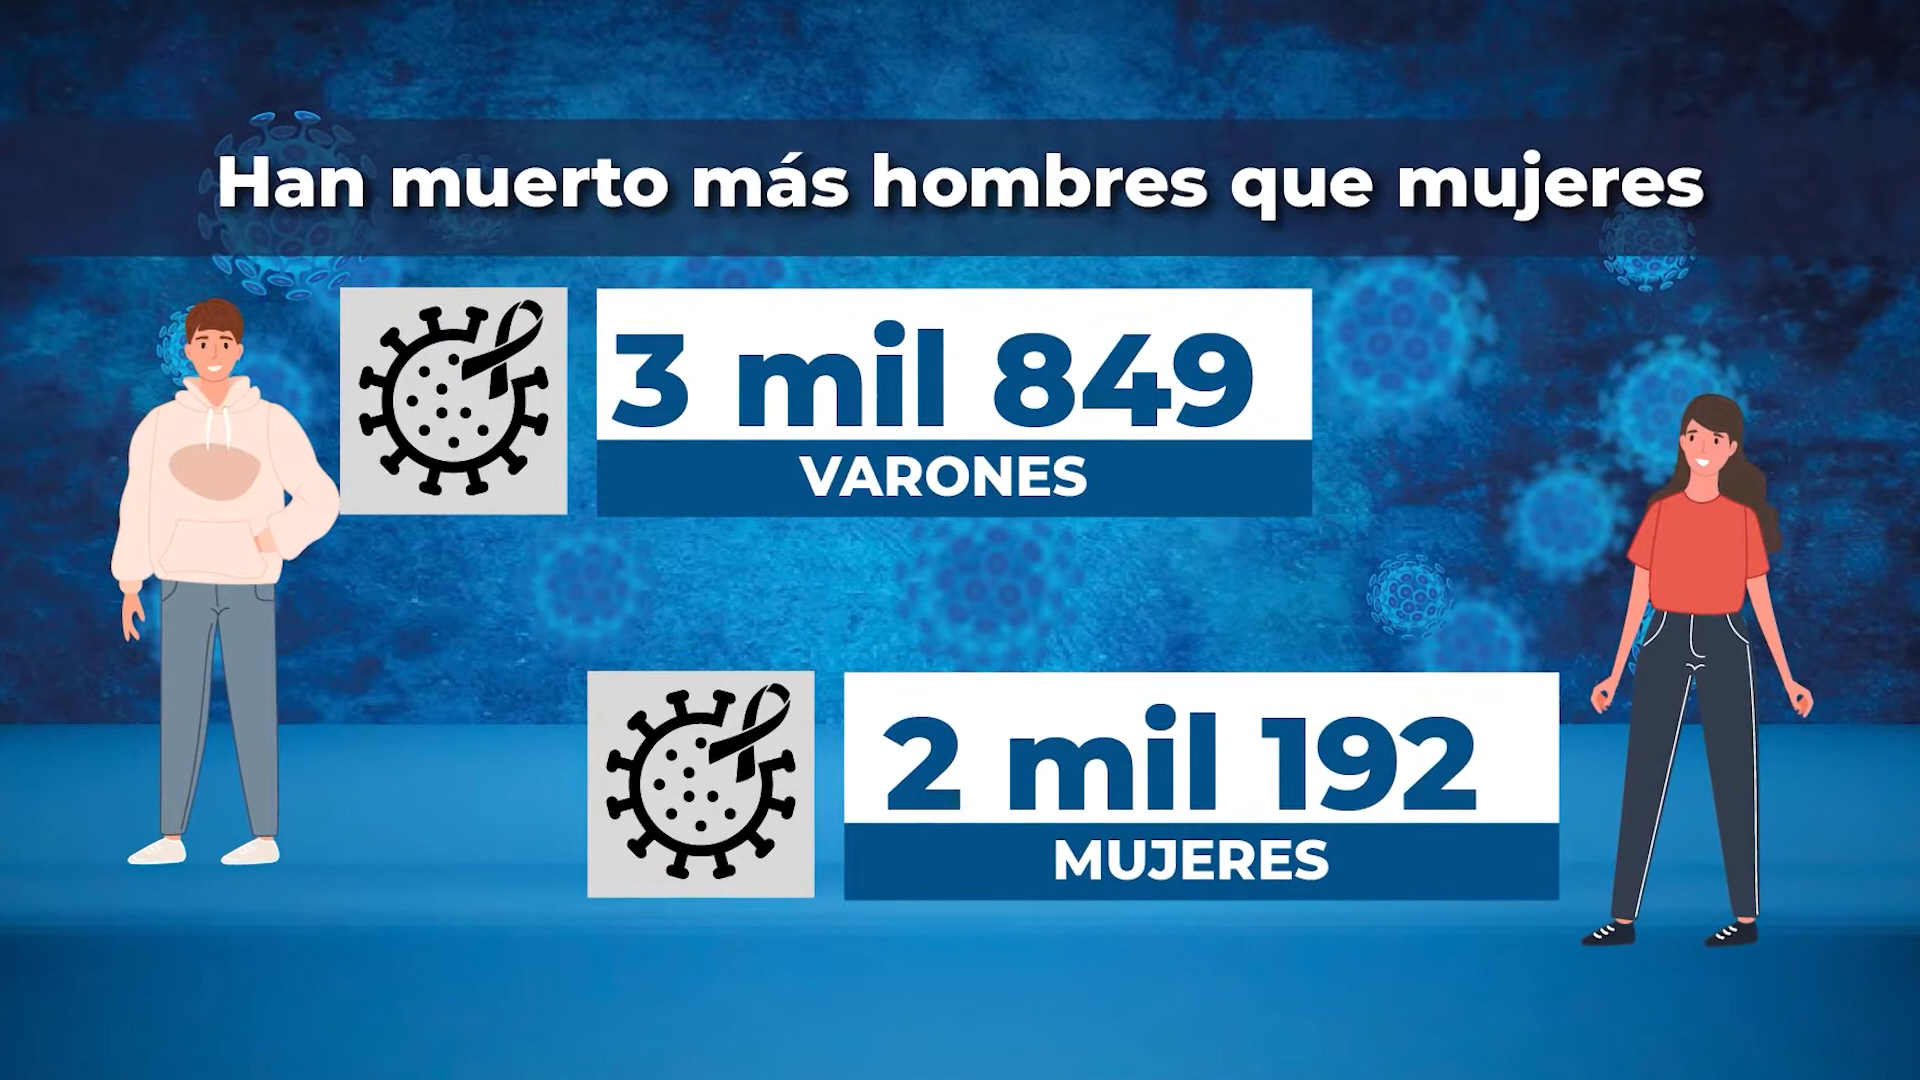 Han muerto más hombres que mujeres
3 mil 849
VARONES
2 mil 192
MUJERES